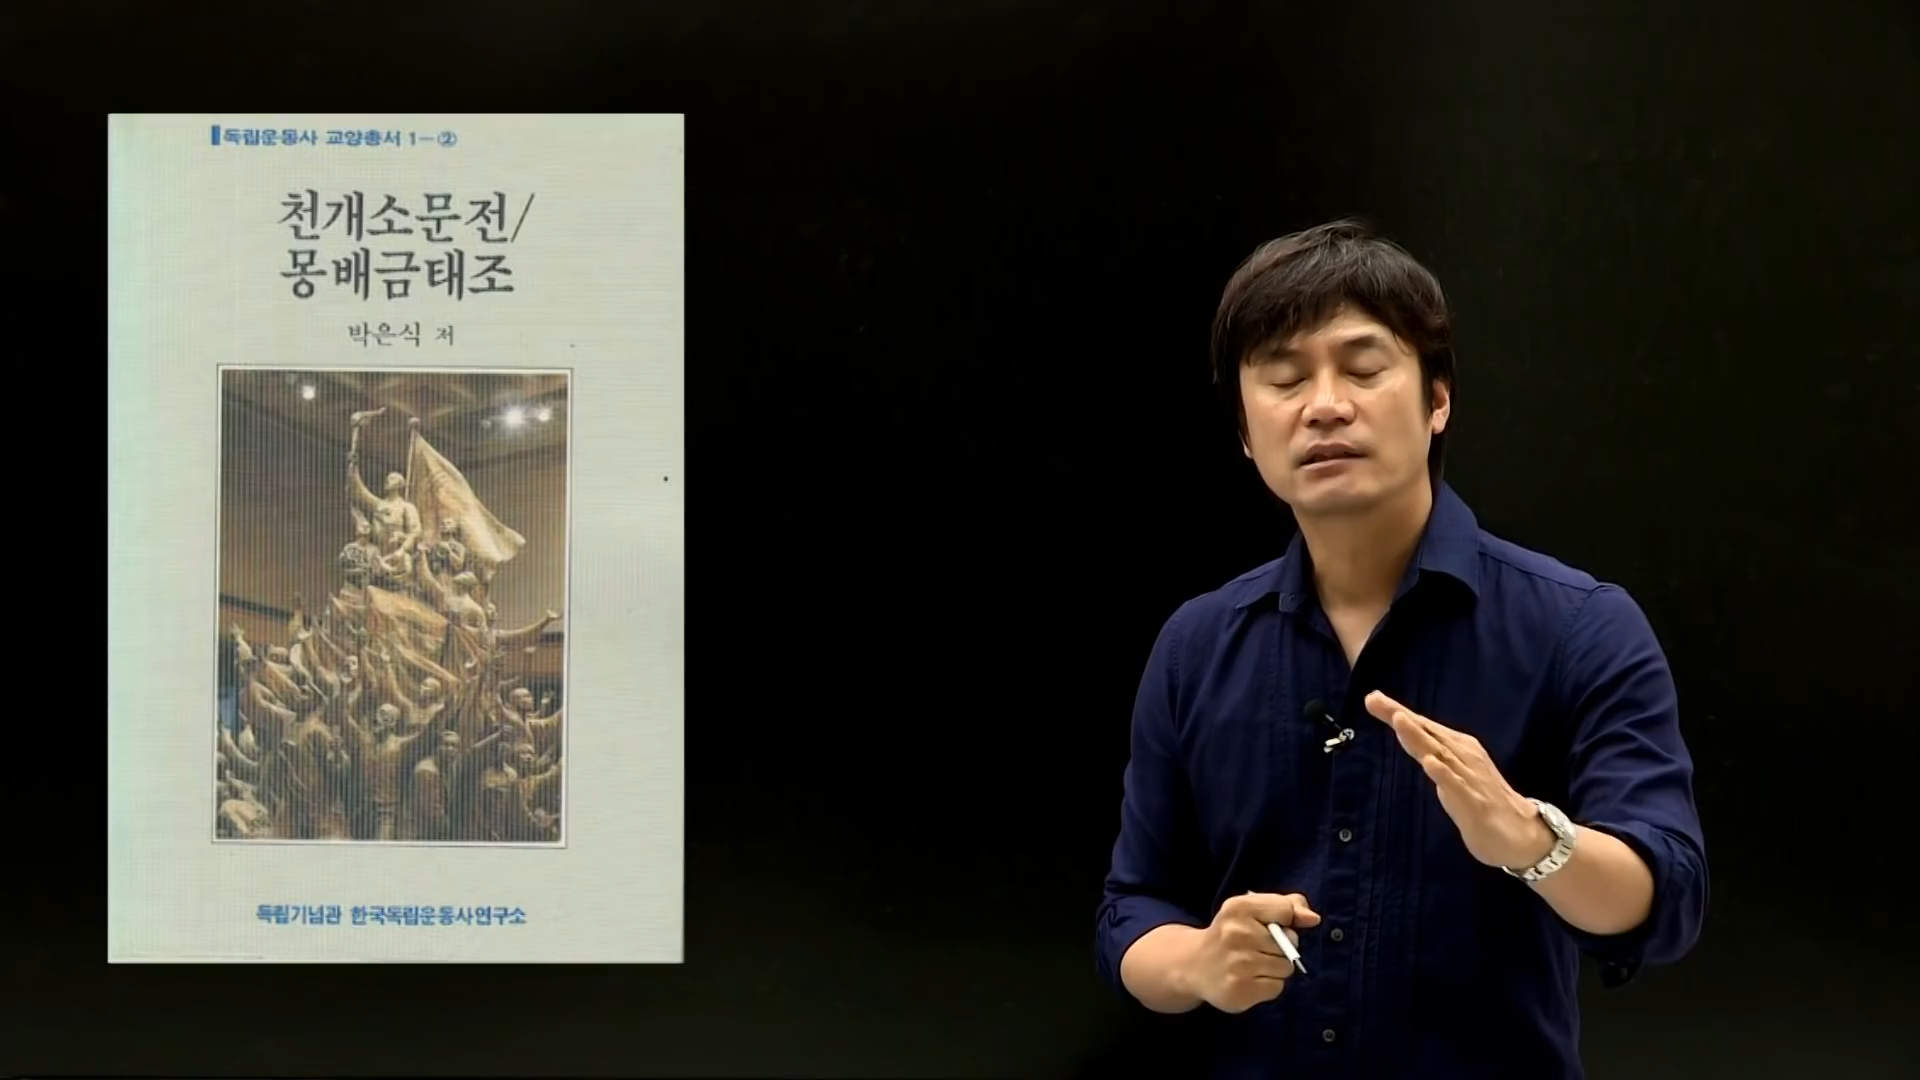 독립운동사 교양총서 1-②
천개소문전/
몽배금태조
박은식 저
독립기념관 한국독립운동사연구소